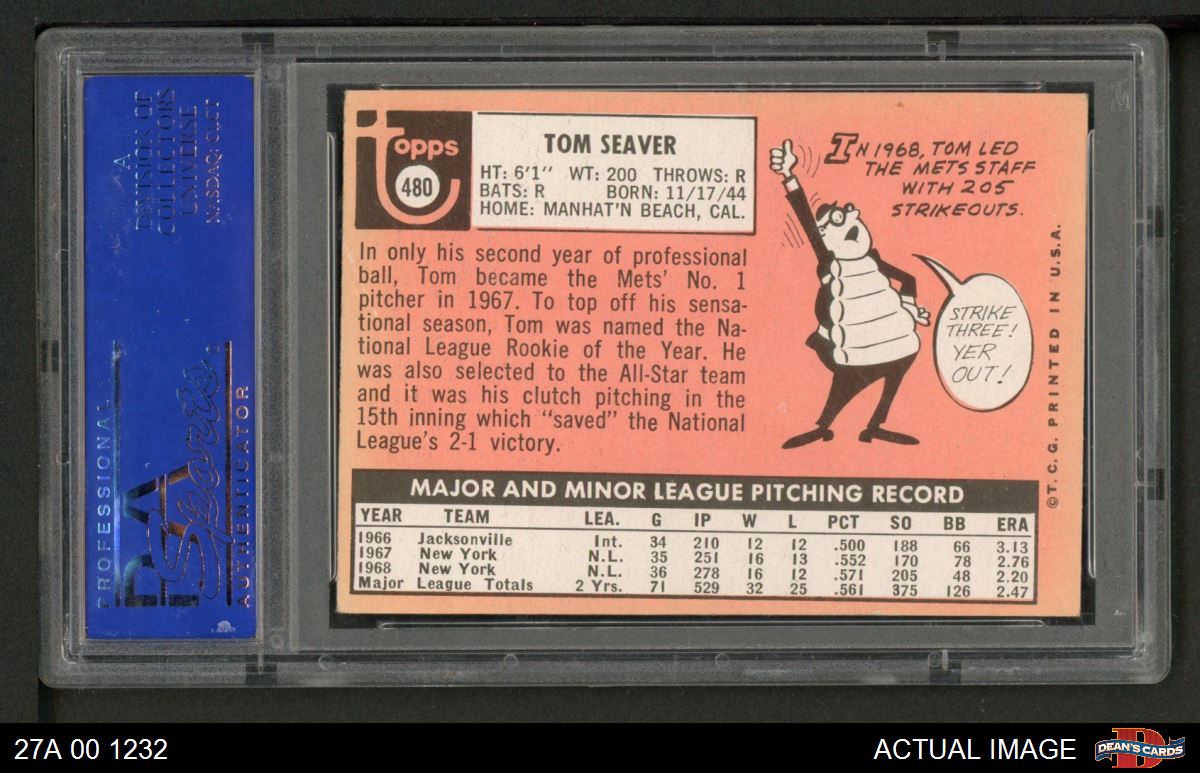 A
DIVISION OF
COLLECTORS
UNIVERSE
NASDAQ: CLCT
PROFESSIONAL
PSA
Sports
AUTHENTICATOR
Topps
480
TOM SEAVER
HT: 6'1" WT: 200 THROWS: R
BATS: R BORN: 11/17/44
HOME: MANHAT'N BEACH, CAL.
In only his second year of professional
ball, Tom became the Mets' No. 1
pitcher in 1967. To top off his sensa-
tional season, Tom was named the Na-
tional League Rookie of the Year. He
was also selected to the All-Star team
and it was his clutch pitching in the
15th inning which "saved" the National
League's 2-1 victory.
IN 1968, TOM LED
THE METS STAFF
WITH 205
STRIKEOUTS.
STRIKE
THREE!
YER
OUT!
©T.C.G. PRINTED IN U.S.A.
MAJOR AND MINOR LEAGUE PITCHING RECORD
YEAR TEAM LEA. G IP W L PCT SO BB ERA
1966 Jacksonville Int. 34 210 12 12 .500 188 66 3.13
1967 New York N.L. 35 251 16 13 .552 170 78 2.76
1968 New York N.L. 36 278 16 12 .571 205 48 2.20
Major League Totals 2 Yrs. 71 529 32 25 .561 375 126 2.47
27A 00 1232
ACTUAL IMAGE
DEAN'S CARDS